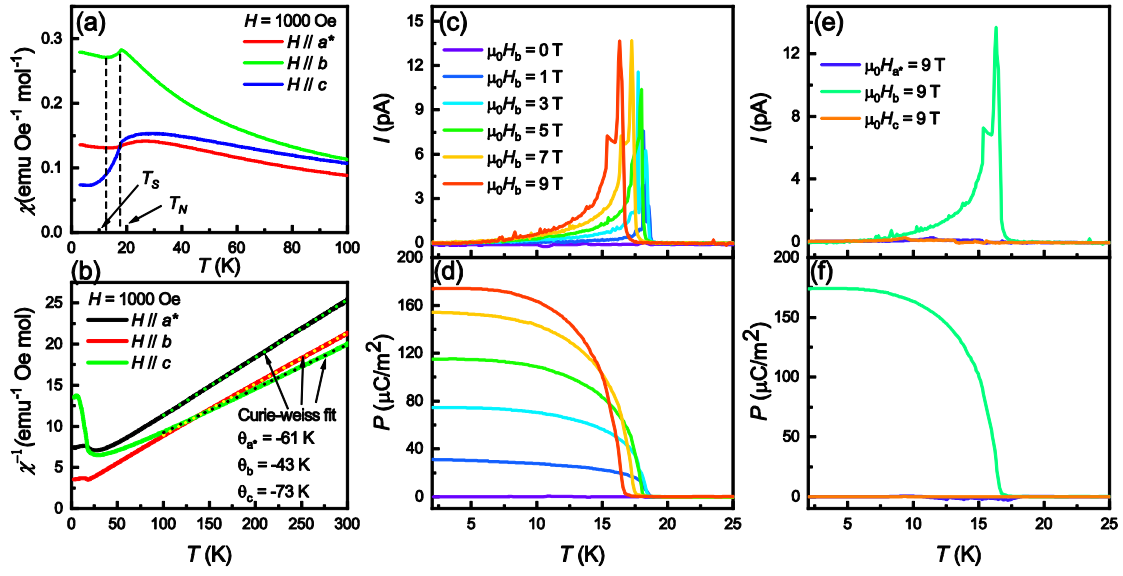 (a)
H = 1000 Oe
H // a*
H // b
H // c
χ(emu Oe⁻¹ mol⁻¹)
0.3
0.2
0.1
0.0
T_S
T_N
0 20 40 60 80 100
T (K)
(b)
H = 1000 Oe
H // a*
H // b
H // c
χ⁻¹(emu⁻¹ Oe mol)
25
20
15
10
5
0
Curie-weiss fit
θ_a* = -61 K
θ_b = -43 K
θ_c = -73 K
0 50 100 150 200 250 300
T (K)
(c)
μ₀H_b = 0 T
μ₀H_b = 1 T
μ₀H_b = 3 T
μ₀H_b = 5 T
μ₀H_b = 7 T
μ₀H_b = 9 T
I (pA)
15
12
9
6
3
0
(d)
P (μC/m²)
200
160
120
80
40
0
5 10 15 20 25
T (K)
(e)
μ₀H_a* = 9 T
μ₀H_b = 9 T
μ₀H_c = 9 T
I (pA)
12
8
4
0
(f)
P (μC/m²)
200
150
100
50
0
5 10 15 20 25
T (K)